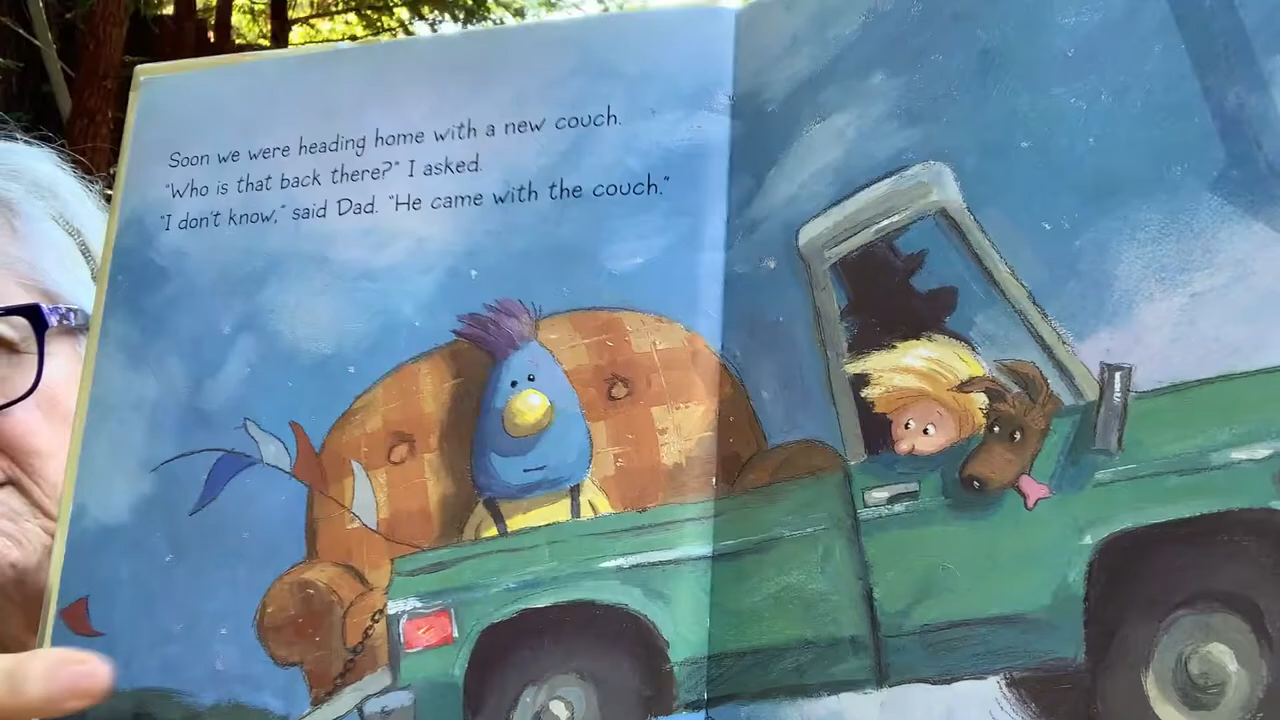 Soon we were heading home with a new couch.
"Who is that back there?" I asked.
"I don't know," said Dad. "He came with the couch."